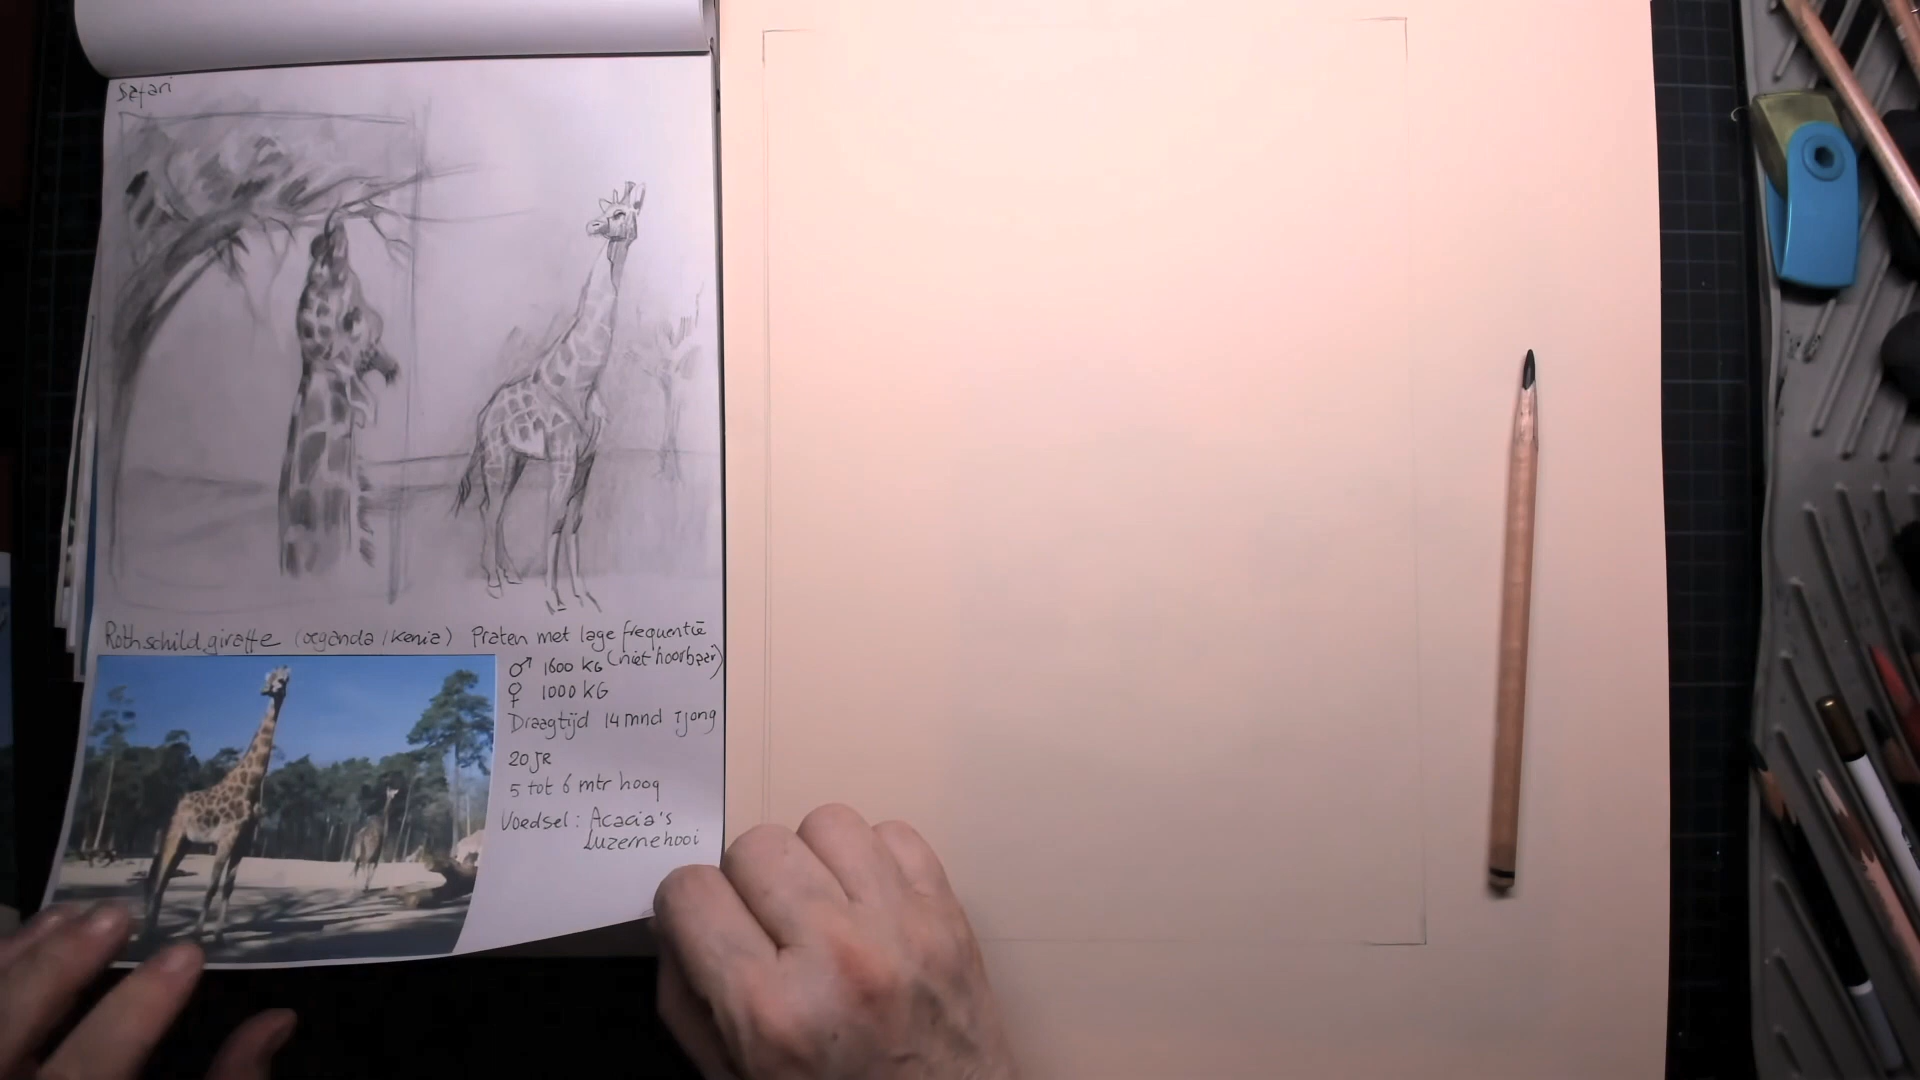 Safari
Rothschild giraffe (oeganda / Kenia) Praten met lage frequentie
(niet hoorbaar)
♂ 1600 KG
♀ 1000 KG
Draagtijd 14 mnd 1 jong
20 JR
5 tot 6 mtr hoog
Voedsel: Acacia's
Luzernehooi